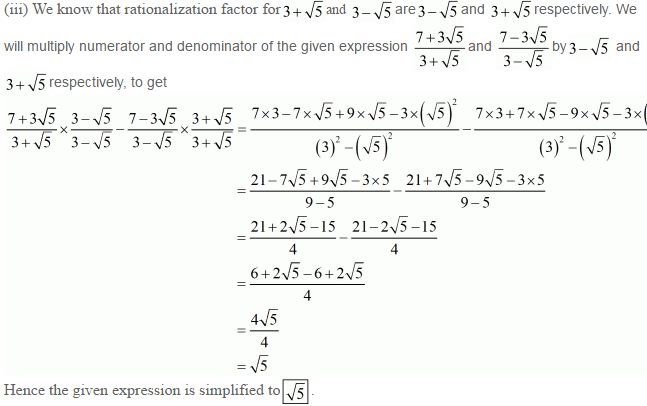 (iii) We know that rationalization factor for 3+√5 and 3−√5 are 3−√5 and 3+√5 respectively. We
will multiply numerator and denominator of the given expression (7+3√5)/(3+√5) and (7−3√5)/(3−√5) by 3−√5 and
3+√5 respectively, to get
(7+3√5)/(3+√5) × (3−√5)/(3−√5) − (7−3√5)/(3−√5) × (3+√5)/(3+√5) = (7×3−7×√5+9×√5−3×(√5)²)/((3)²−(√5)²) − (7×3+7×√5−9×√5−3×(/((3)²−(√5)²)
= (21−7√5+9√5−3×5)/(9−5) − (21+7√5−9√5−3×5)/(9−5)
= (21+2√5−15)/4 − (21−2√5−15)/4
= (6+2√5−6+2√5)/4
= 4√5/4
= √5
Hence the given expression is simplified to √5.